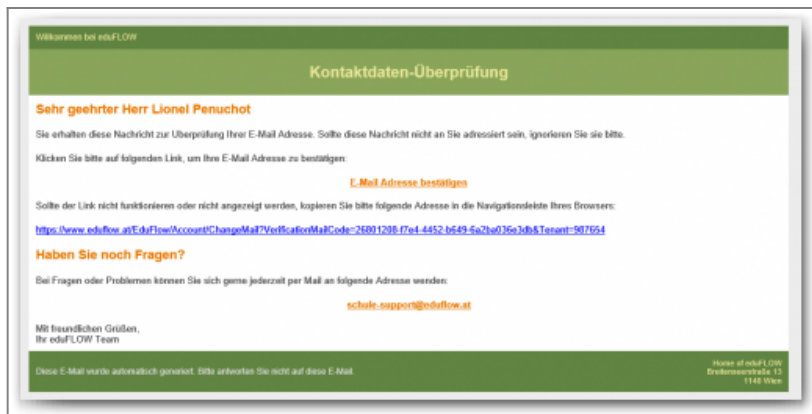 Willkommen bei eduFLOW
Kontaktdaten-Überprüfung
Sehr geehrter Herr Lionel Penuchot
Sie erhalten diese Nachricht zur Überprüfung Ihrer E-Mail Adresse. Sollte diese Nachricht nicht an Sie adressiert sein, ignorieren Sie sie bitte.
Klicken Sie bitte auf folgenden Link, um Ihre E-Mail Adresse zu bestätigen:
E-Mail Adresse bestätigen
Sollte der Link nicht funktionieren oder nicht angezeigt werden, kopieren Sie bitte folgende Adresse in die Navigationsleiste Ihres Browsers:
https://www.eduflow.at/EduFlow/Account/ChangeMail?VerificationMailCode=26801208-f7e4-4452-b649-6a2ba036e3db&Tenant=987654
Haben Sie noch Fragen?
Bei Fragen oder Problemen können Sie sich gerne jederzeit per Mail an folgende Adresse wenden:
schule-support@eduflow.at
Mit freundlichen Grüßen,
Ihr eduFLOW Team
Diese E-Mail wurde automatisch generiert. Bitte antworten Sie nicht auf diese E-Mail.
Home of eduFLOW
Breitenseerstraße 13
1140 Wien